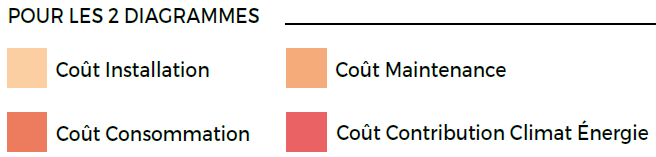 POUR LES 2 DIAGRAMMES
Coût Installation
Coût Maintenance
Coût Consommation
Coût Contribution Climat Énergie